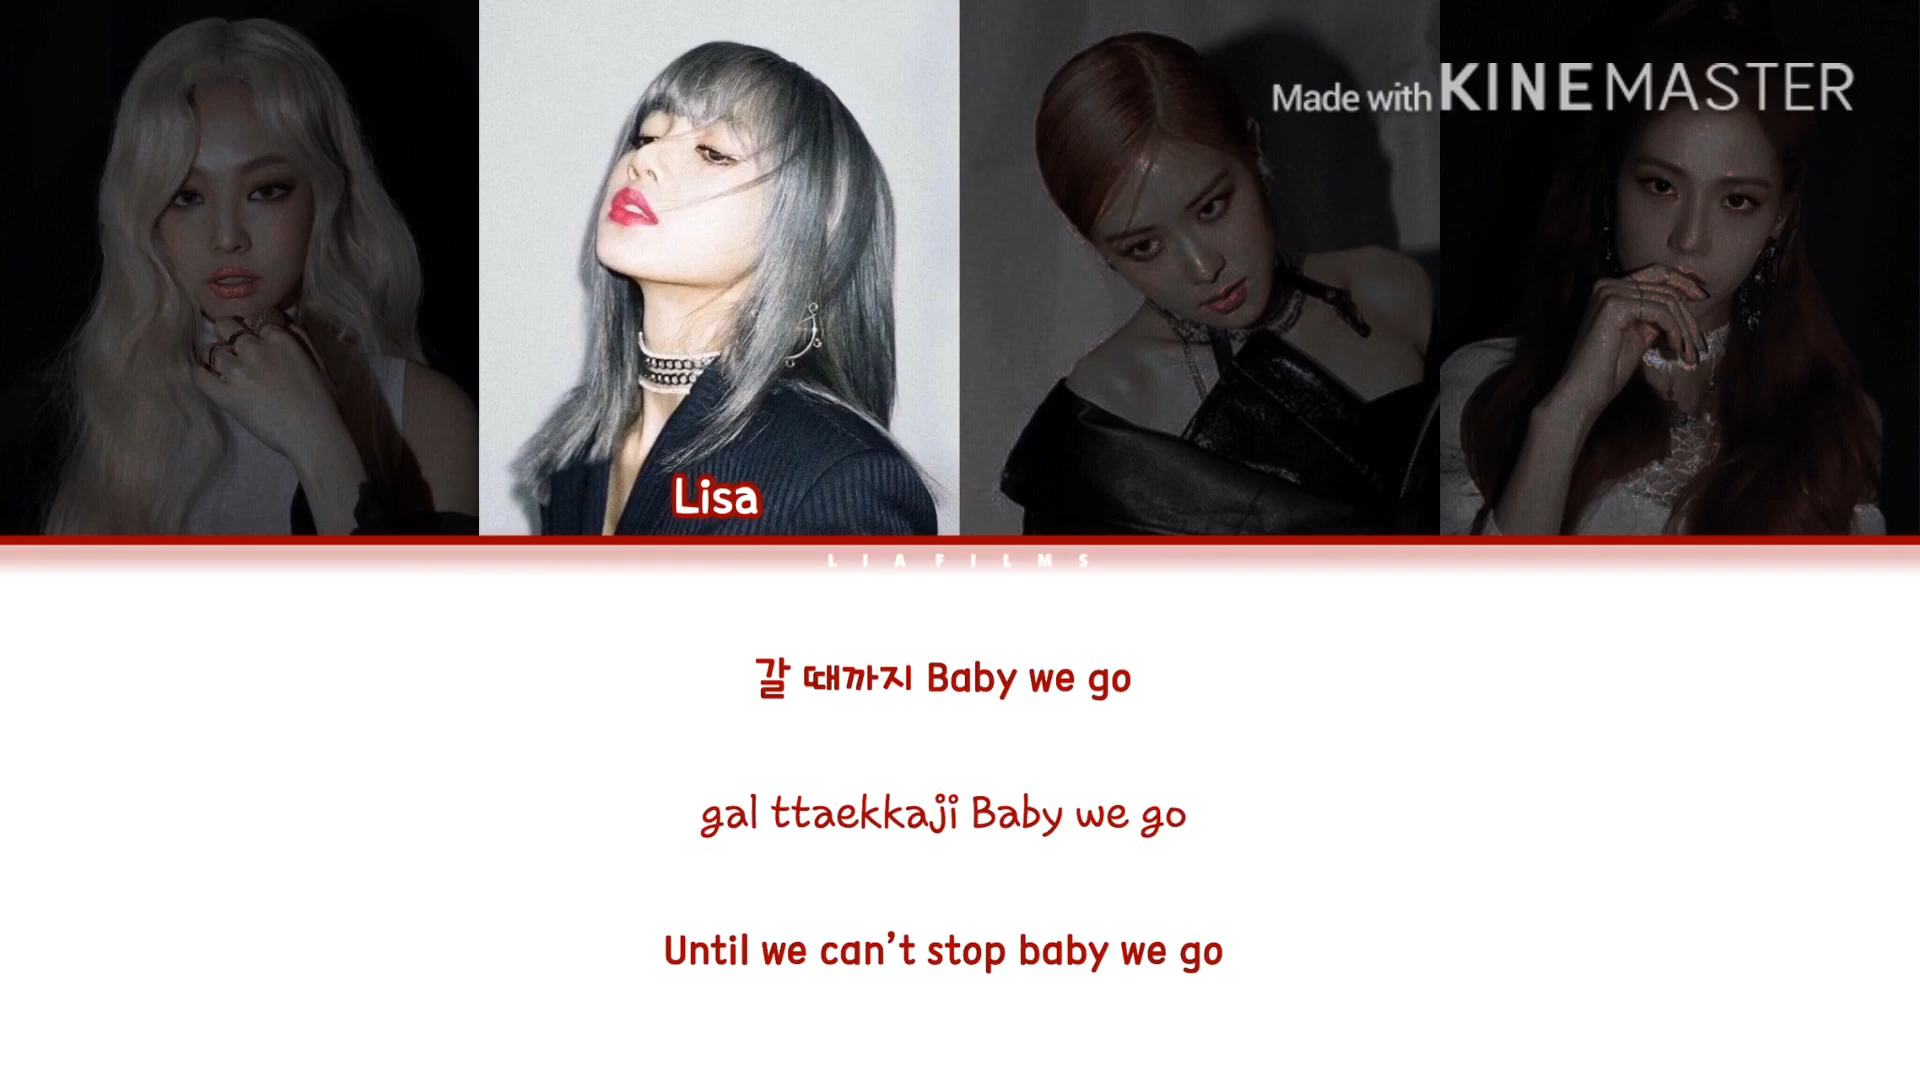 Made with KINEMASTER
Lisa
LIAFILMS
갈 때까지 Baby we go
gal ttaekkaji Baby we go
Until we can't stop baby we go